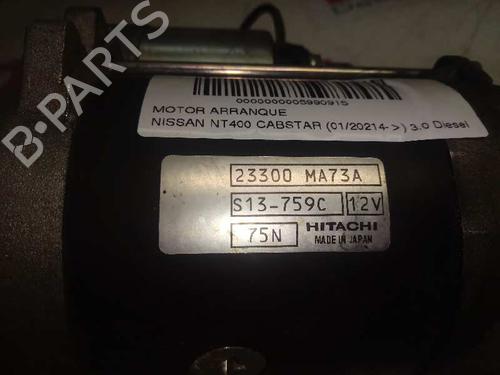 B-PARTS
0000000005990915
MOTOR ARRANQUE
NISSAN NT400 CABSTAR (01/20214->) 3.0 Diesel
23300 MA73A
S13-759C 12V
75N HITACHI
MADE IN JAPAN